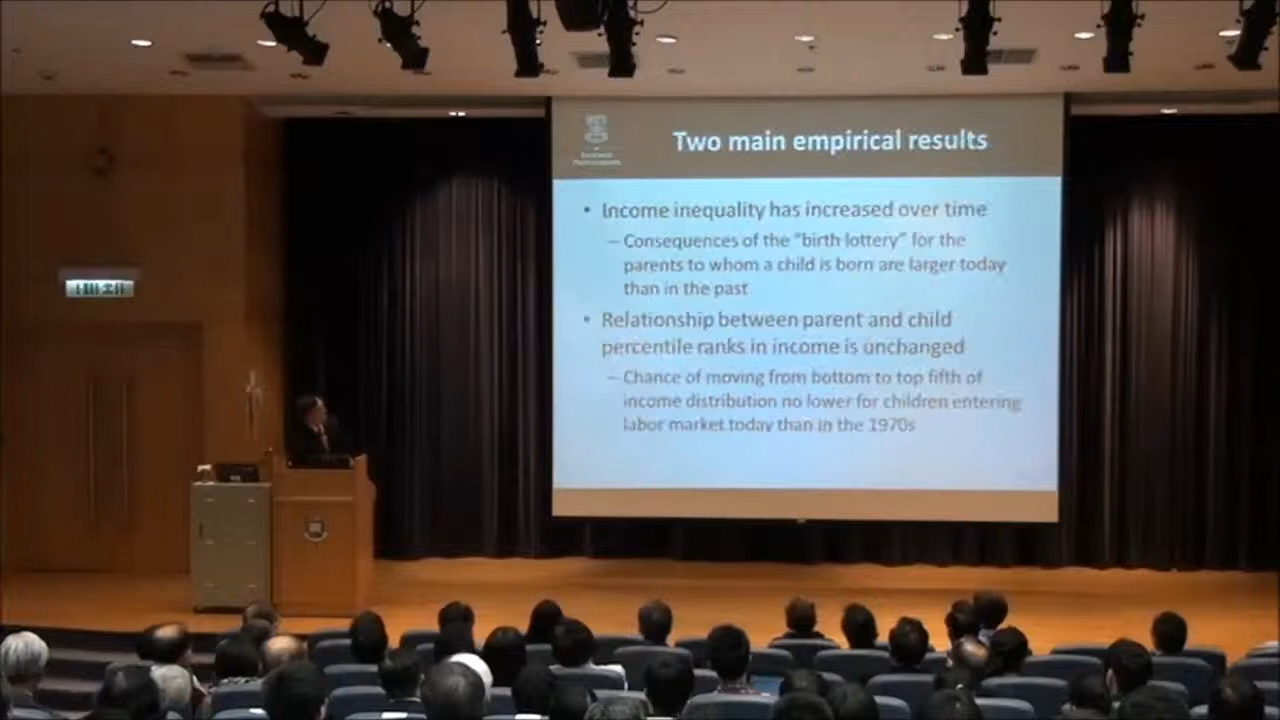 Two main empirical results
• Income inequality has increased over time
– Consequences of the "birth lottery" for the
parents to whom a child is born are larger today
than in the past
• Relationship between parent and child
percentile ranks in income is unchanged
– Chance of moving from bottom to top fifth of
income distribution no lower for children entering
labor market today than in the 1970s